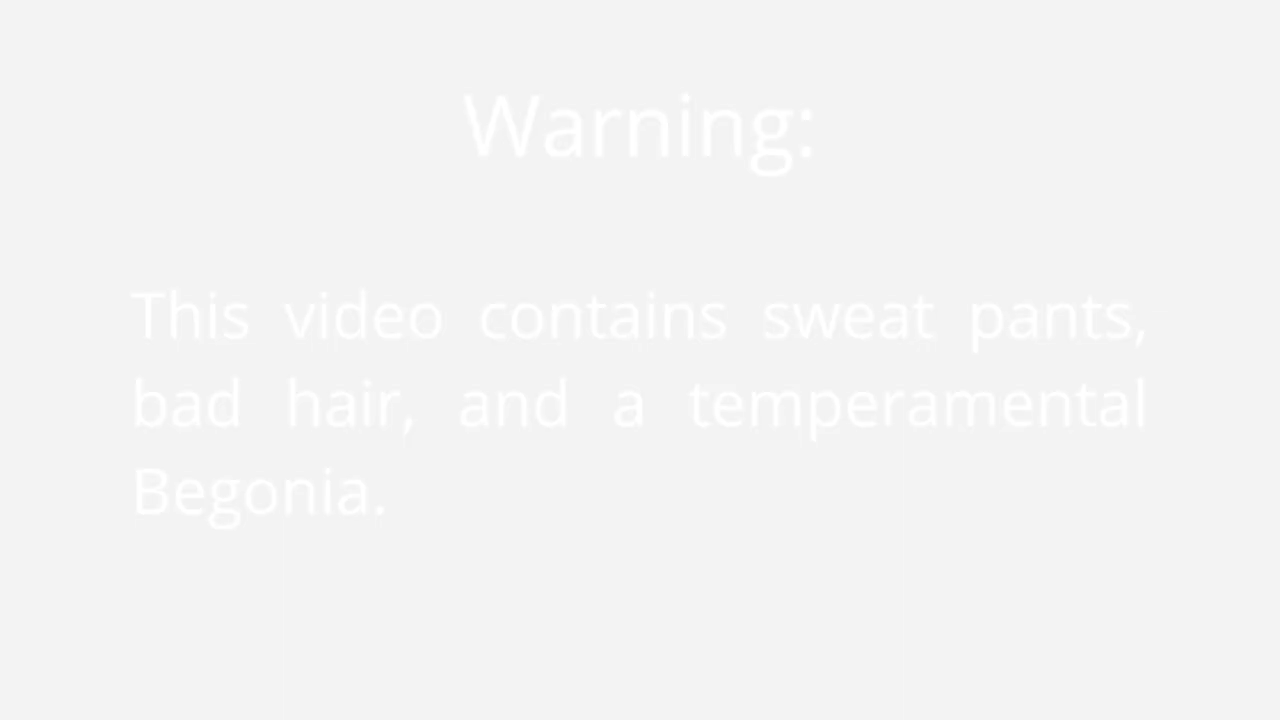 Warning:
This video contains sweat pants,
bad hair, and a temperamental
Begonia.